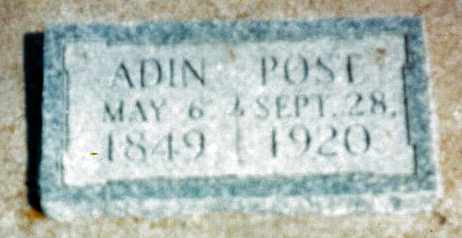 ADIN POST
MAY 6, SEPT. 28,
1849 1920